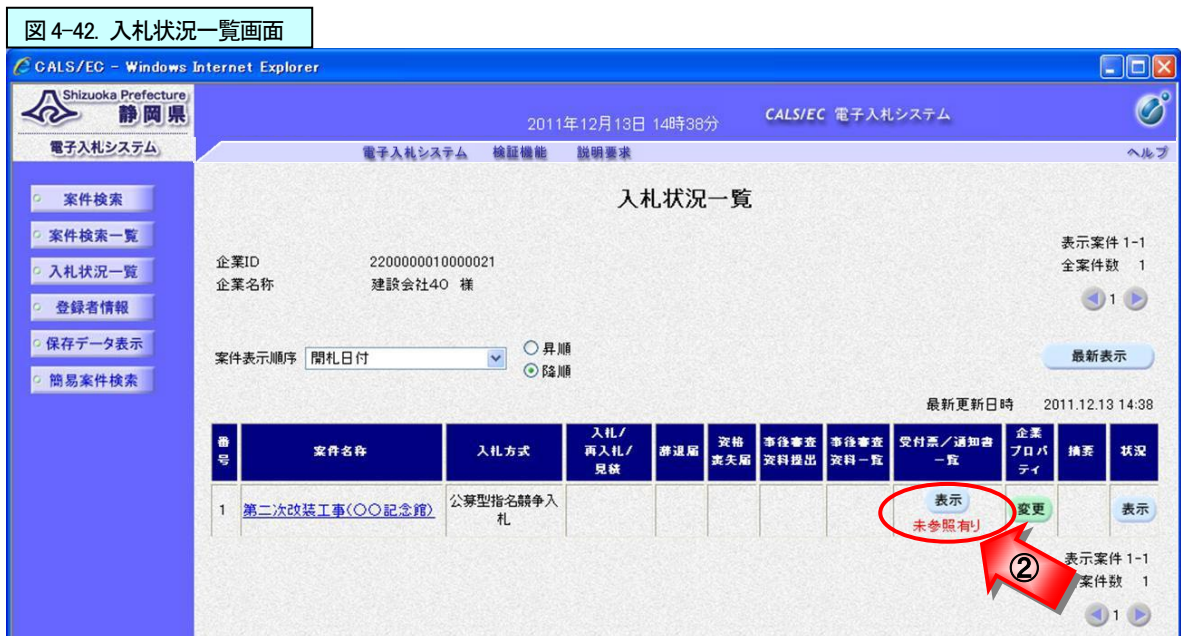 図 4-42. 入札状況一覧画面
CALS/EC - Windows Internet Explorer
Shizuoka Prefecture
静岡県
2011年12月13日 14時38分
CALS/EC 電子入札システム
電子入札システム
電子入札システム 検証機能 説明要求
ヘルプ
案件検索
案件検索一覧
入札状況一覧
登録者情報
保存データ表示
簡易案件検索
入札状況一覧
表示案件 1-1
全案件数 1
1
企業ID 2200000010000021
企業名称 建設会社40 様
案件表示順序 開札日付
昇順
降順
最新表示
最新更新日時 2011.12.13 14:38
番号 案件名称 入札方式 入札/再入札/見積 辞退届 資格喪失届 事後審査資料提出 事後審査資料一覧 受付票/通知書一覧 企業プロパティ 摘要 状況
1 第二次改装工事(〇〇記念館) 公募型指名競争入札 表示 未参照有り 変更 表示
②
表示案件 1-1
案件数 1
1